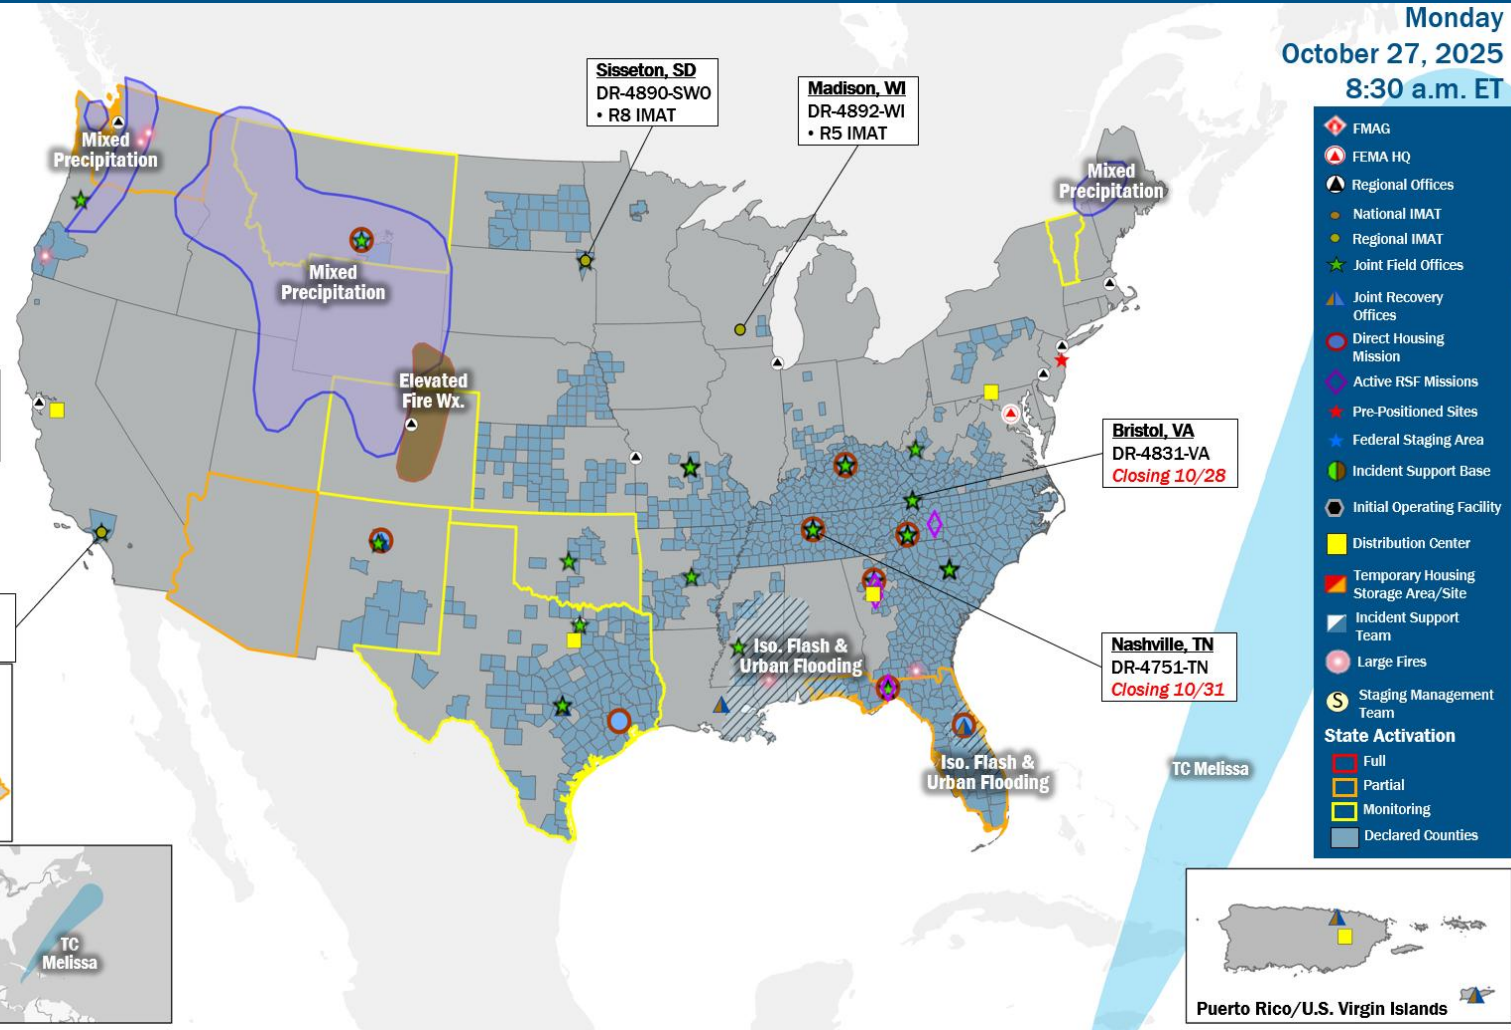 Monday
October 27, 2025
8:30 a.m. ET
Sisseton, SD
DR-4890-SWO
• R8 IMAT
Madison, WI
DR-4892-WI
• R5 IMAT
Mixed
Precipitation
Mixed
Precipitation
Mixed
Precipitation
Elevated
Fire Wx.
Bristol, VA
DR-4831-VA
Closing 10/28
Nashville, TN
DR-4751-TN
Closing 10/31
Iso. Flash &
Urban Flooding
Iso. Flash &
Urban Flooding
TC Melissa
TC
Melissa
FMAG
FEMA HQ
Regional Offices
National IMAT
Regional IMAT
Joint Field Offices
Joint Recovery
Offices
Direct Housing
Mission
Active RSF Missions
Pre-Positioned Sites
Federal Staging Area
Incident Support Base
Initial Operating Facility
Distribution Center
Temporary Housing
Storage Area/Site
Incident Support
Team
Large Fires
S
Staging Management
Team
State Activation
Full
Partial
Monitoring
Declared Counties
Puerto Rico/U.S. Virgin Islands